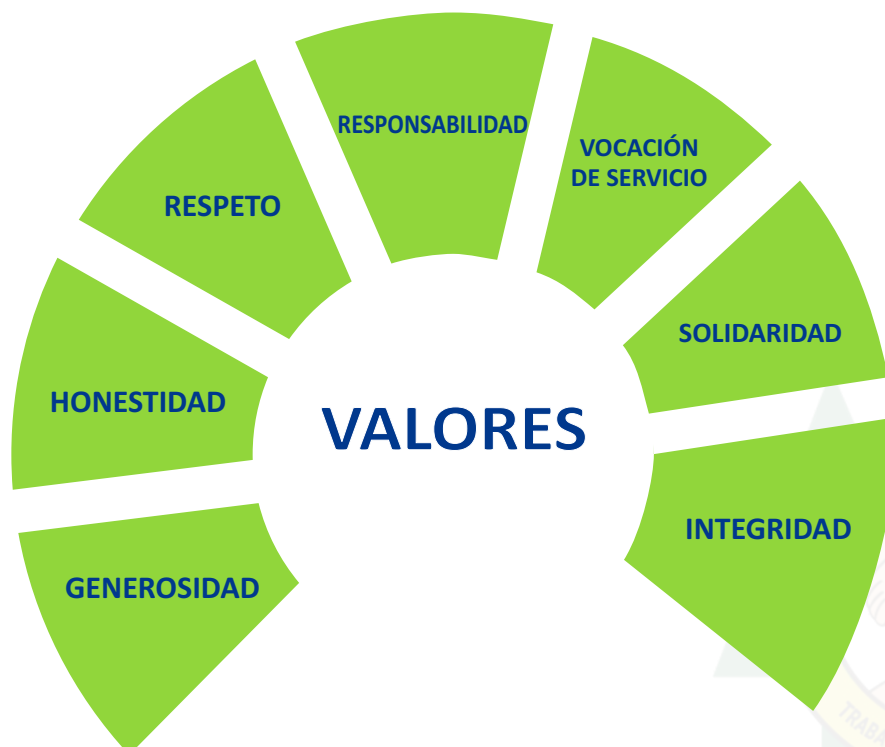 RESPONSABILIDAD
VOCACIÓN
DE SERVICIO
RESPETO
SOLIDARIDAD
HONESTIDAD
VALORES
INTEGRIDAD
GENEROSIDAD